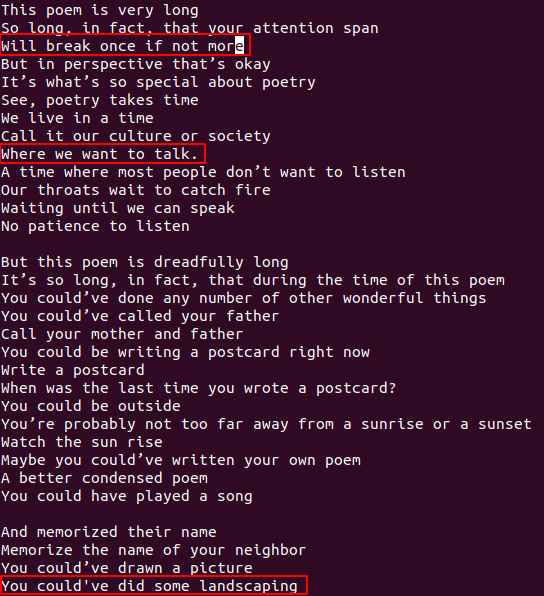 This poem is very long
So long, in fact, that your attention span
Will break once if not more
But in perspective that’s okay
It’s what’s so special about poetry
See, poetry takes time
We live in a time
Call it our culture or society
Where we want to talk.
A time where most people don’t want to listen
Our throats wait to catch fire
Waiting until we can speak
No patience to listen

But this poem is dreadfully long
It’s so long, in fact, that during the time of this poem
You could’ve done any number of other wonderful things
You could’ve called your father
Call your mother and father
You could be writing a postcard right now
Write a postcard
When was the last time you wrote a postcard?
You could be outside
You’re probably not too far away from a sunrise or a sunset
Watch the sun rise
Maybe you could’ve written your own poem
A better condensed poem
You could have played a song

And memorized their name
Memorize the name of your neighbor
You could’ve drawn a picture
You could've did some landscaping